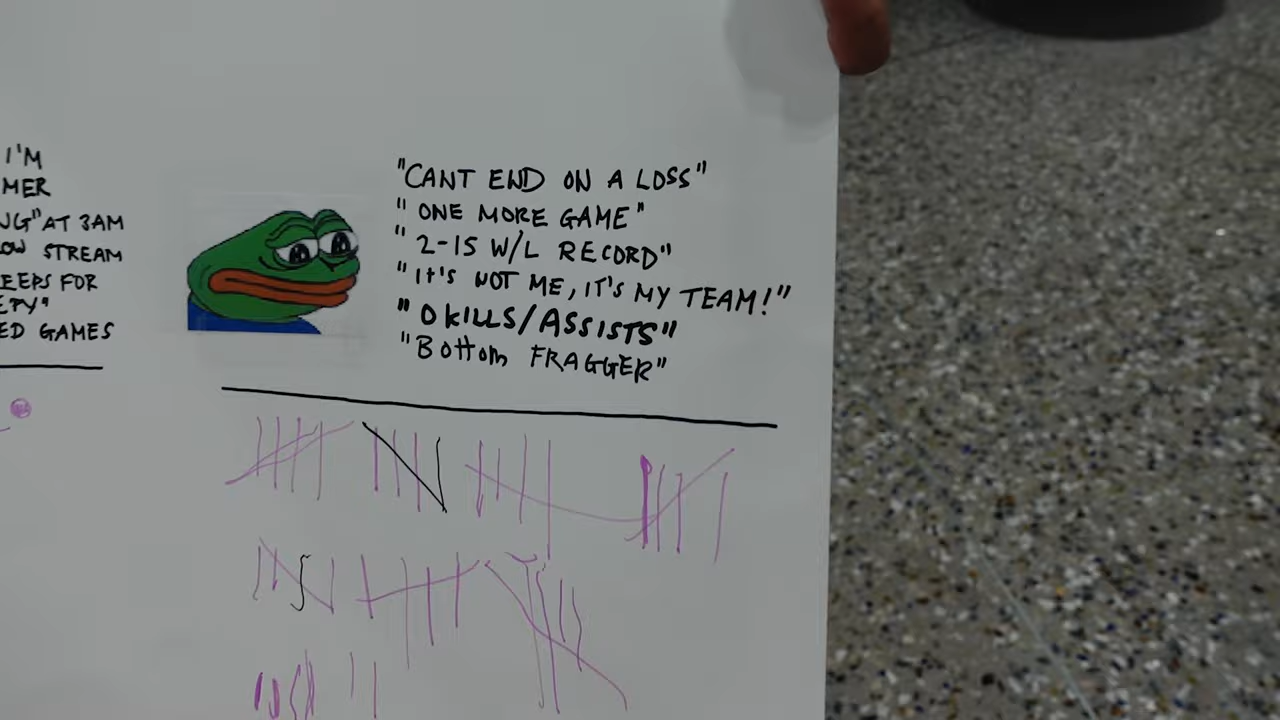 I'M
MER
NG" AT 3AM
OW STREAM
EEPS FOR
EPY"
ED GAMES
"CANT END ON A LOSS"
"ONE MORE GAME"
"2-15 W/L RECORD"
"It's NOT ME, IT'S MY TEAM!"
"0 KILLS/ASSISTS"
"Bottom FRAGGER"